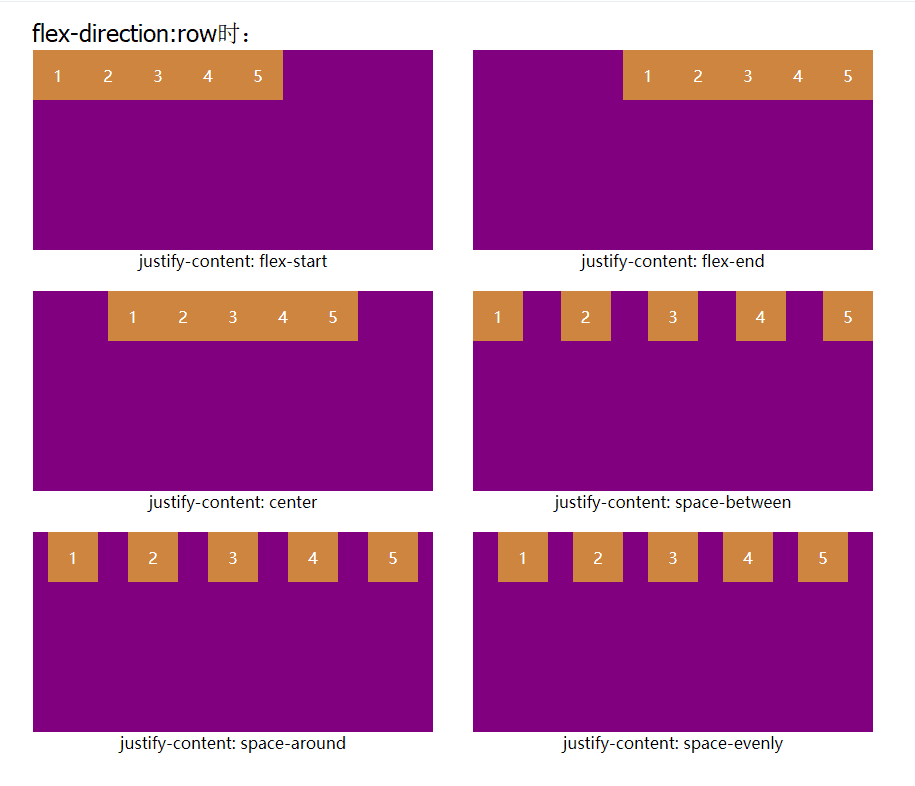 flex-direction:row时：
1 2 3 4 5
1 2 3 4 5
justify-content: flex-start
justify-content: flex-end
1 2 3 4 5
1 2 3 4 5
justify-content: center
justify-content: space-between
1 2 3 4 5
1 2 3 4 5
justify-content: space-around
justify-content: space-evenly